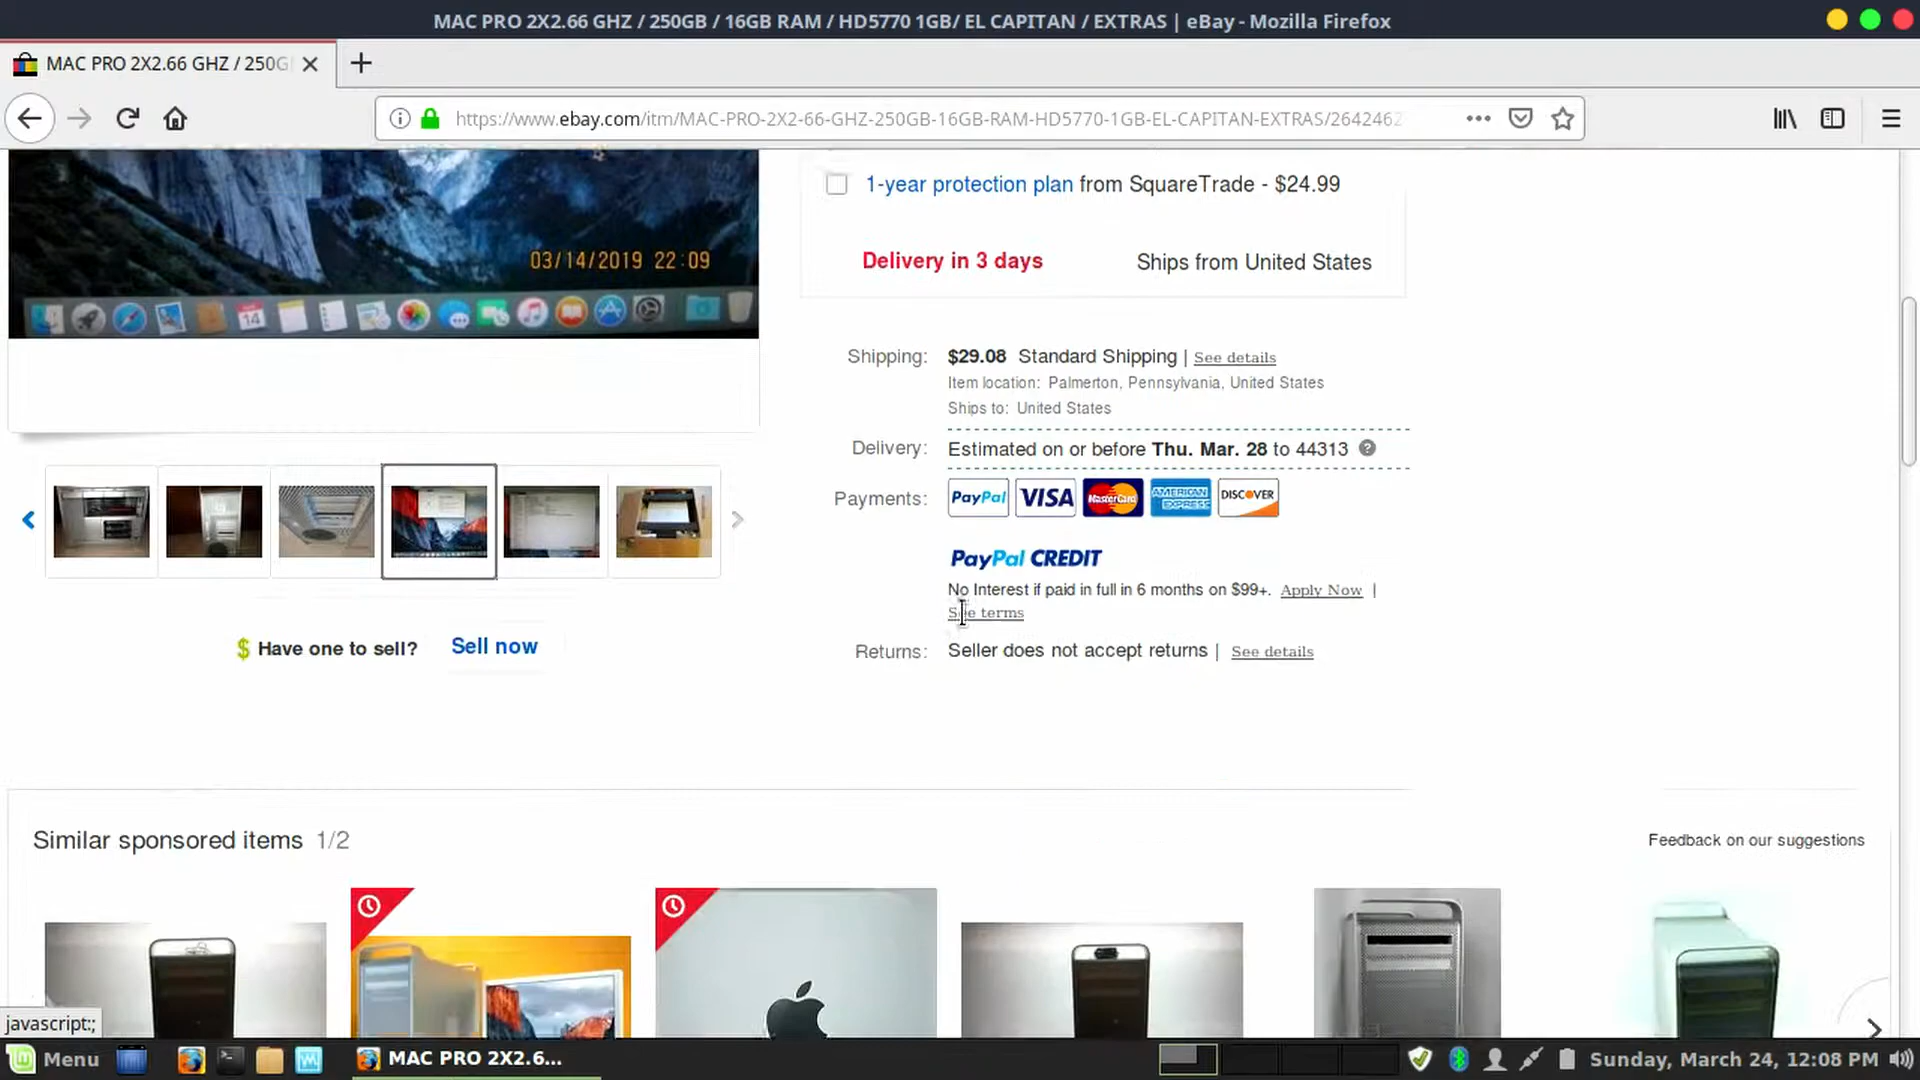 MAC PRO 2X2.66 GHZ / 250GB / 16GB RAM / HD5770 1GB/ EL CAPITAN / EXTRAS | eBay - Mozilla Firefox
MAC PRO 2X2.66 GHZ / 250G
https://www.ebay.com/itm/MAC-PRO-2X2-66-GHZ-250GB-16GB-RAM-HD5770-1GB-EL-CAPITAN-EXTRAS/2642462
1-year protection plan from SquareTrade - $24.99
03/14/2019 22:09
Delivery in 3 days
Ships from United States
14
Shipping: $29.08 Standard Shipping | See details
Item location: Palmerton, Pennsylvania, United States
Ships to: United States
Delivery: Estimated on or before Thu. Mar. 28 to 44313 ?
Payments: PayPal VISA MasterCard AMERICAN EXPRESS DISCOVER
PayPal CREDIT
No Interest if paid in full in 6 months on $99+. Apply Now |
See terms
Returns: Seller does not accept returns | See details
$ Have one to sell? Sell now
Similar sponsored items 1/2
Feedback on our suggestions
javascript:;
Menu
MAC PRO 2X2.6...
Sunday, March 24, 12:08 PM